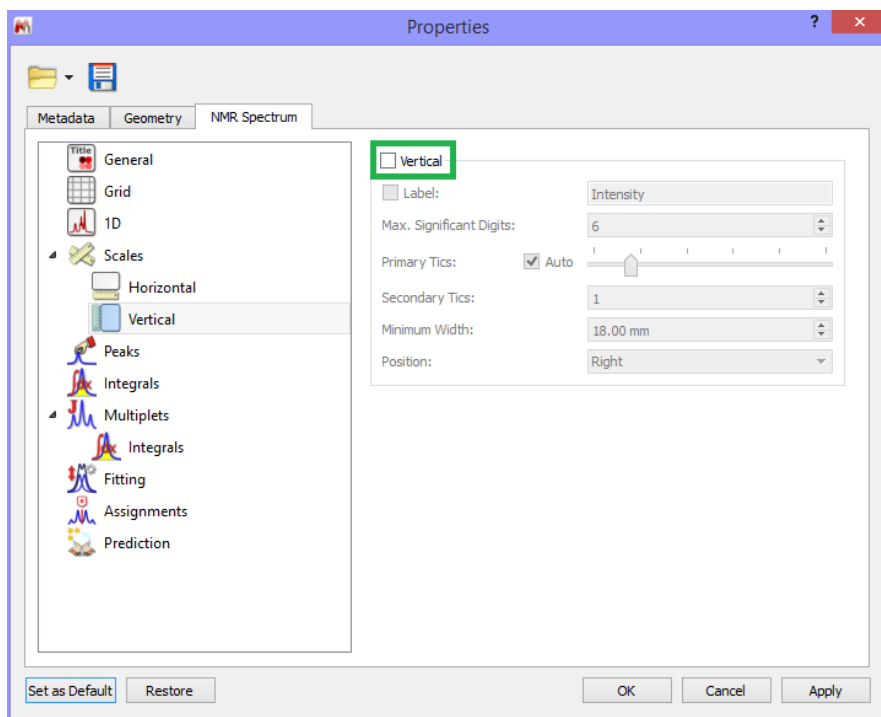 Properties
?
Metadata
Geometry
NMR Spectrum
Title
General
Grid
1D
Scales
Horizontal
Vertical
Peaks
Integrals
Multiplets
Integrals
Fitting
Assignments
Prediction
Vertical
Label: Intensity
Max. Significant Digits: 6
Primary Tics: Auto
Secondary Tics: 1
Minimum Width: 18.00 mm
Position: Right
Set as Default Restore OK Cancel Apply